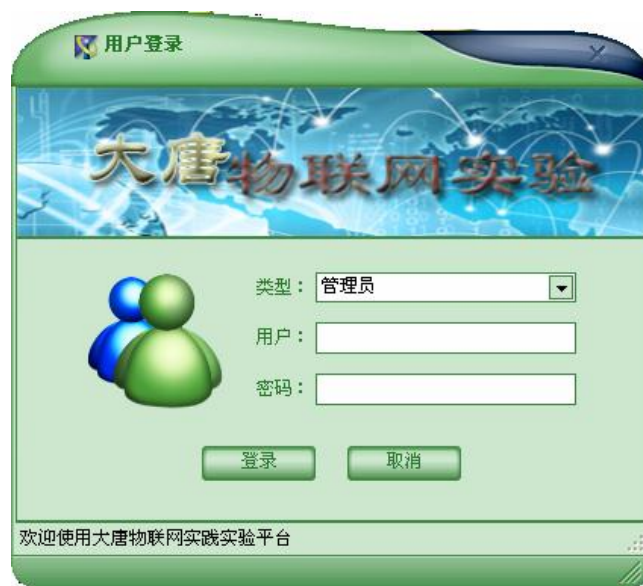 用户登录
大唐物联网实验
类型：管理员
用户：
密码：
登录 取消
欢迎使用大唐物联网实践实验平台